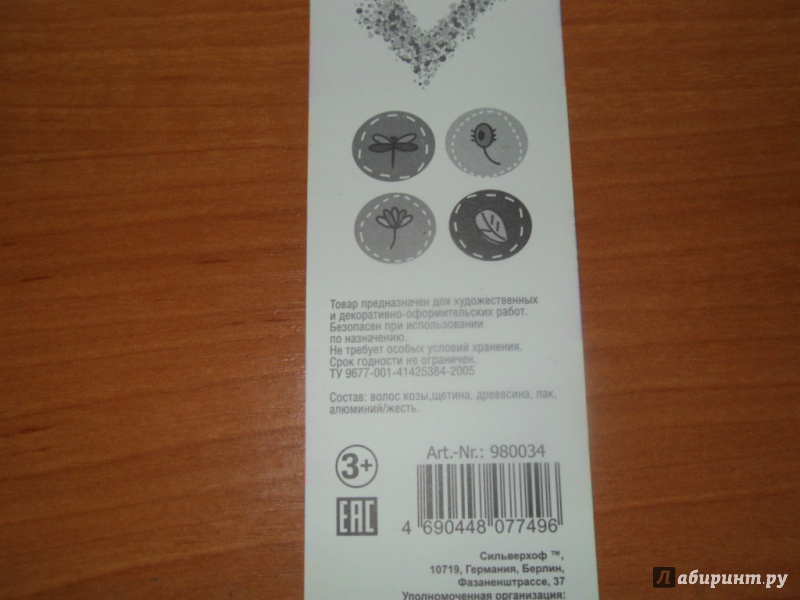 Товар предназначен для художественных
и декоративно-оформительских работ.
Безопасен при использовании
по назначению.
Не требует особых условий хранения.
Срок годности не ограничен.
ТУ 9677-001-41425384-2005
Состав: волос козы,щетина, древесина, лак,
алюминий/жесть.
3+
Art.-Nr.: 980034
EAC
4 690448 077496
Сильверхоф ™,
10719, Германия, Берлин,
Фазаненштрассе, 37
Уполномоченная организация:
Лабиринт.ру